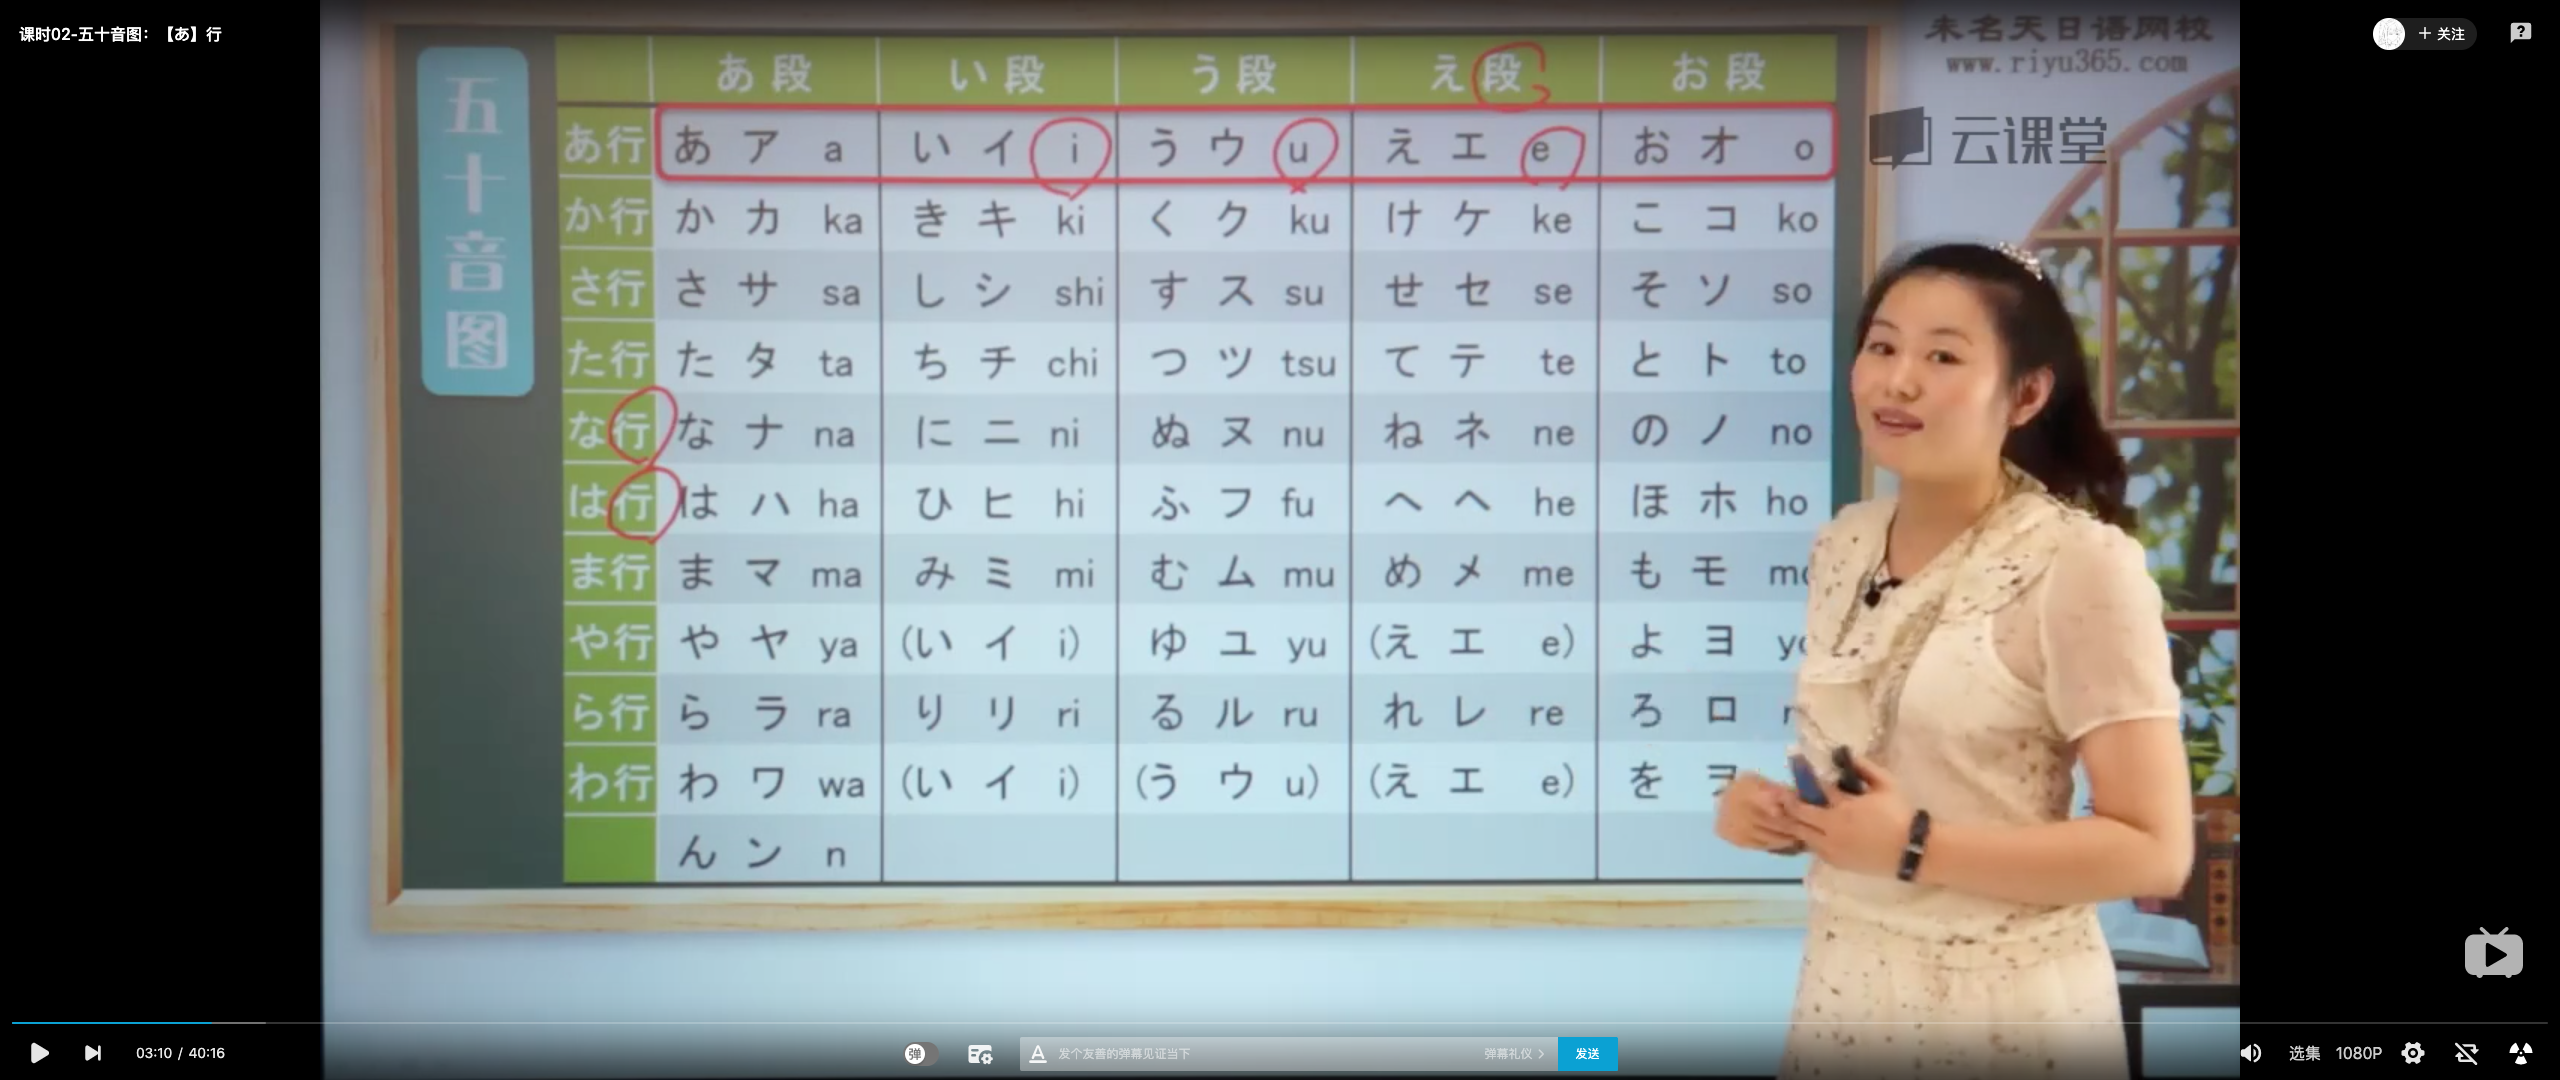 课时02-五十音图：【あ】行
＋ 关注
未名天日语网校
www.riyu365.com
云课堂
五十音图
あ段 い段 う段 え段 お段
あ行 あ ア a い イ i う ウ u え エ e お オ o
か行 か カ ka き キ ki く ク ku け ケ ke こ コ ko
さ行 さ サ sa し シ shi す ス su せ セ se そ ソ so
た行 た タ ta ち チ chi つ ツ tsu て テ te と ト to
な行 な ナ na に ニ ni ぬ ヌ nu ね ネ ne の ノ no
は行 は ハ ha ひ ヒ hi ふ フ fu へ ヘ he ほ ホ ho
ま行 ま マ ma み ミ mi む ム mu め メ me も モ
や行 や ヤ ya (い イ i) ゆ ユ yu (え エ e) よ ヨ
ら行 ら ラ ra り リ ri る ル ru れ レ re ろ ロ
わ行 わ ワ wa (い イ i) (う ウ u) (え エ e) を ヲ
ん ン n
03:10 / 40:16
弹
A 发个友善的弹幕见证当下
弹幕礼仪 >
发送
选集
1080P